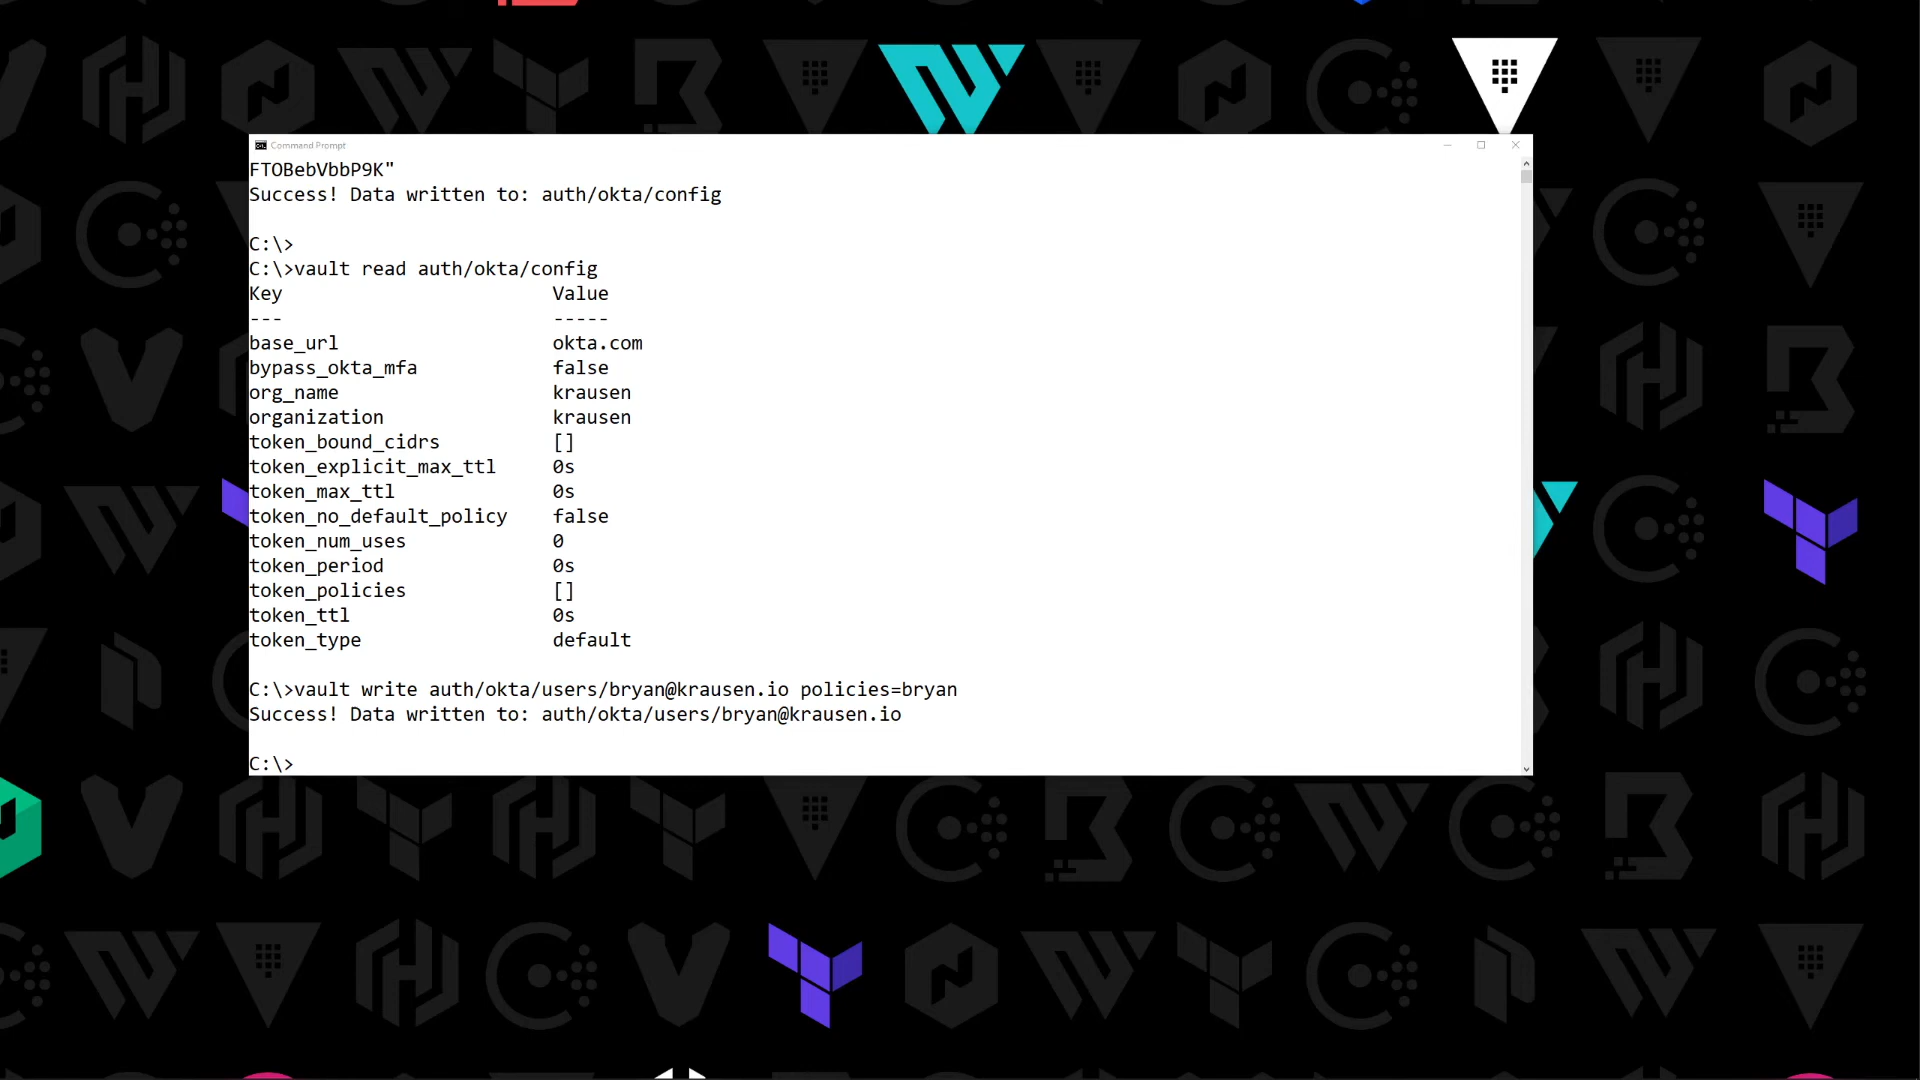 Command Prompt
FTOBebVbbP9K"
Success! Data written to: auth/okta/config
C:\>
C:\>vault read auth/okta/config
Key Value
--- -----
base_url okta.com
bypass_okta_mfa false
org_name krausen
organization krausen
token_bound_cidrs []
token_explicit_max_ttl 0s
token_max_ttl 0s
token_no_default_policy false
token_num_uses 0
token_period 0s
token_policies []
token_ttl 0s
token_type default
C:\>vault write auth/okta/users/bryan@krausen.io policies=bryan
Success! Data written to: auth/okta/users/bryan@krausen.io
C:\>